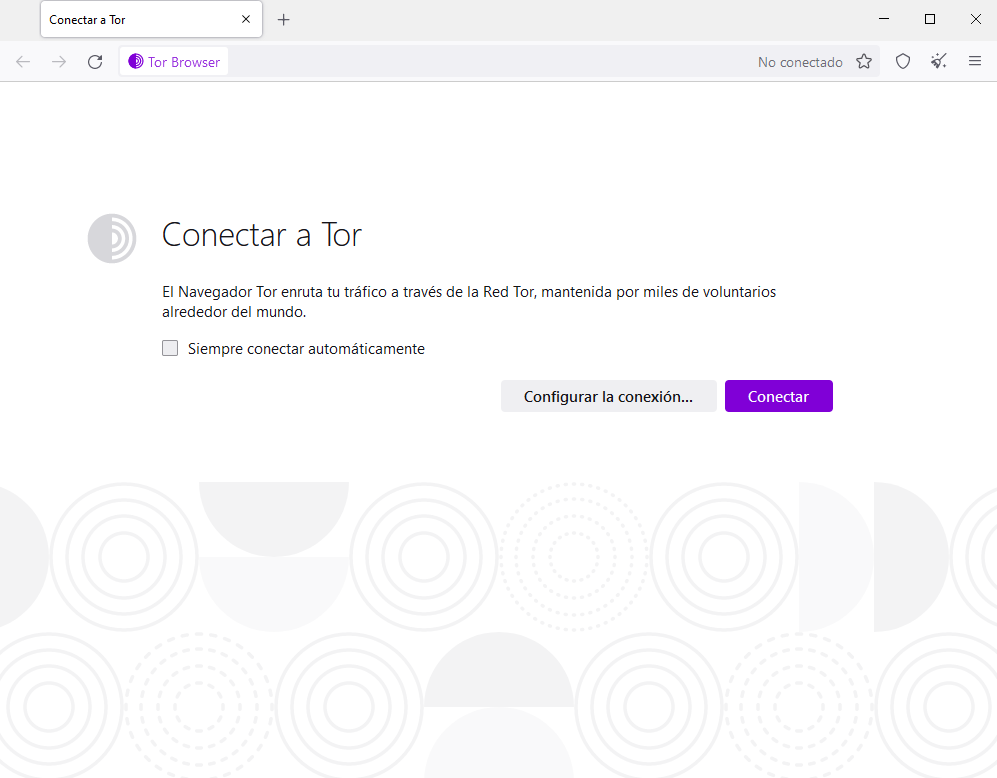 Conectar a Tor
Tor Browser
No conectado
Conectar a Tor
El Navegador Tor enruta tu tráfico a través de la Red Tor, mantenida por miles de voluntarios
alrededor del mundo.
Siempre conectar automáticamente
Configurar la conexión...
Conectar